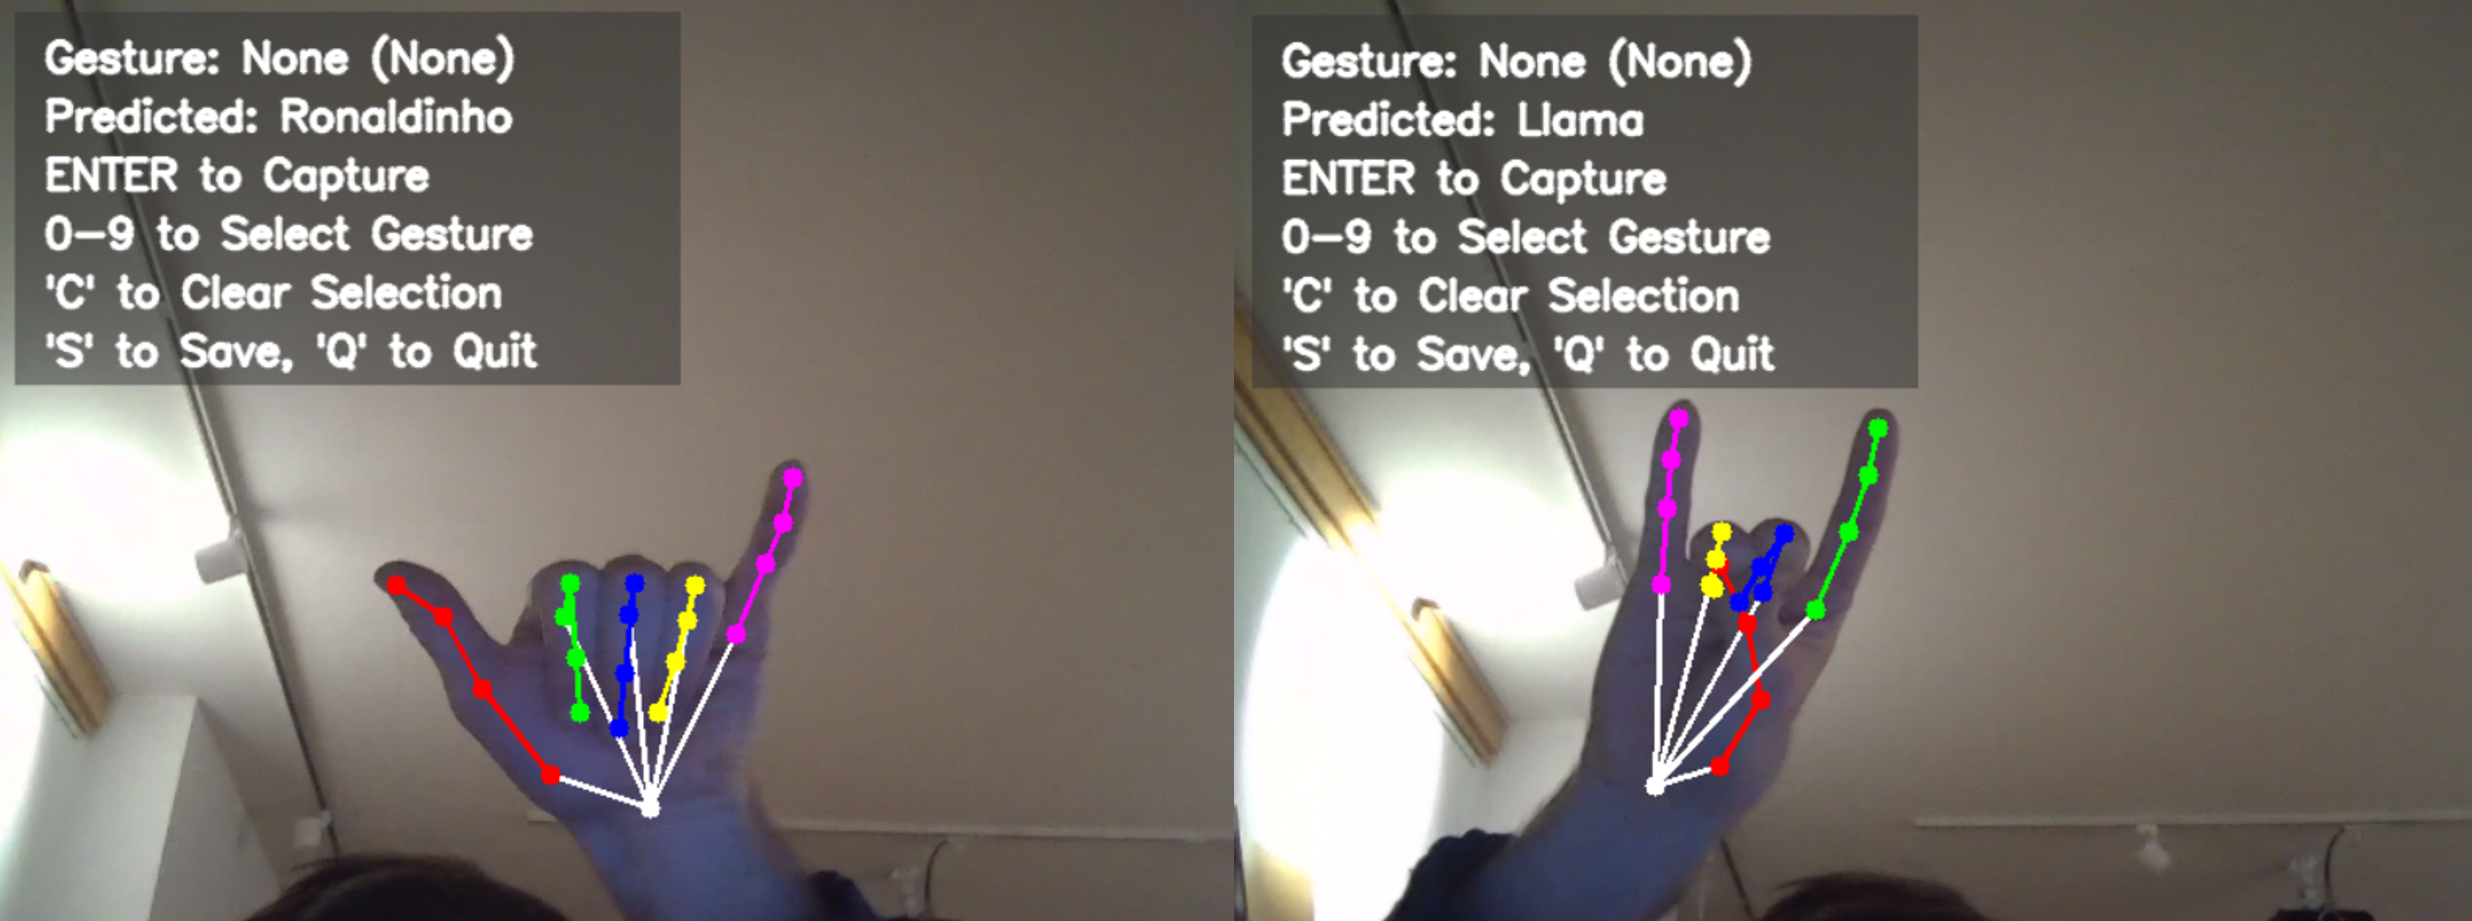 Gesture: None (None)
Predicted: Ronaldinho
ENTER to Capture
0-9 to Select Gesture
'C' to Clear Selection
'S' to Save, 'Q' to Quit
Gesture: None (None)
Predicted: Llama
ENTER to Capture
0-9 to Select Gesture
'C' to Clear Selection
'S' to Save, 'Q' to Quit